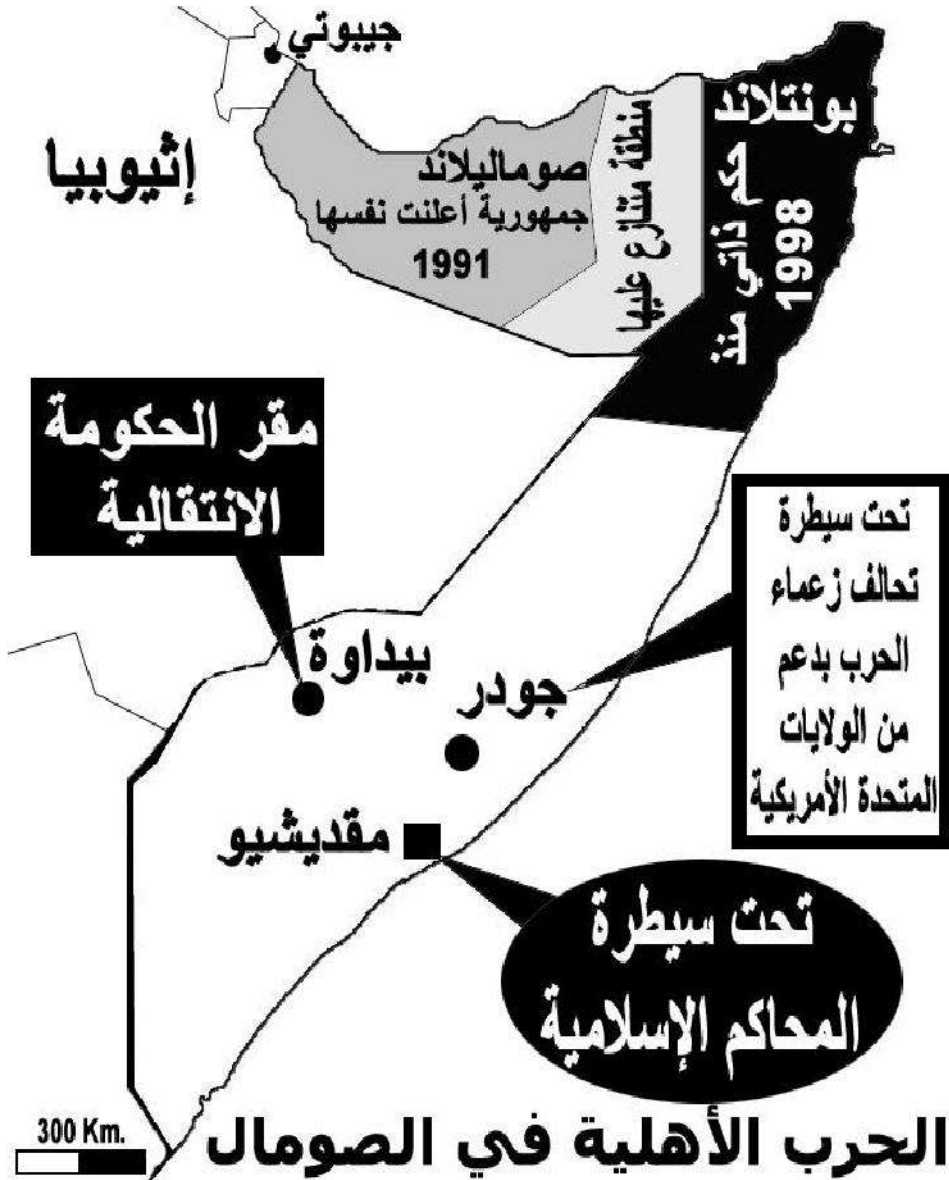 جيبوتي
إثيوبيا
صوماليلاند
جمهورية أعلنت نفسها
1991
منطقة متنازع عليها
بونتلاند
حكم ذاتي منذ
1998
مقر الحكومة
الانتقالية
بيداوة
جودر
تحت سيطرة
تحالف زعماء
الحرب بدعم
من الولايات
المتحدة الأمريكية
مقديشيو
تحت سيطرة
المحاكم الإسلامية
300 Km.
الحرب الأهلية في الصومال